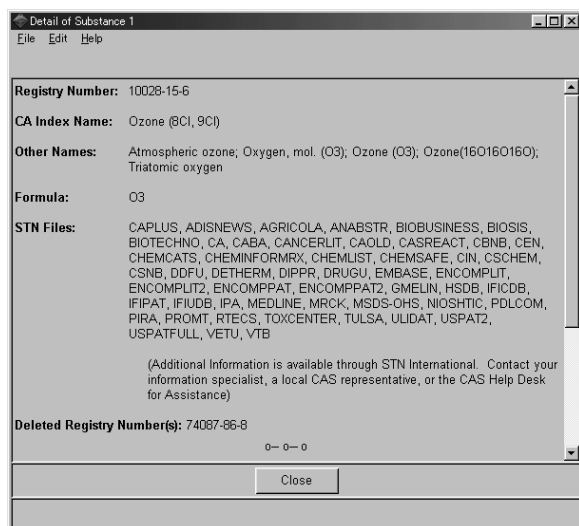 Detail of Substance 1
File Edit Help
Registry Number: 10028-15-6
CA Index Name: Ozone (8CI, 9CI)
Other Names: Atmospheric ozone; Oxygen, mol. (O3); Ozone (O3); Ozone(16O16O16O);
Triatomic oxygen
Formula: O3
STN Files: CAPLUS, ADISNEWS, AGRICOLA, ANABSTR, BIOBUSINESS, BIOSIS,
BIOTECHNO, CA, CABA, CANCERLIT, CAOLD, CASREACT, CBNB, CEN,
CHEMCATS, CHEMINFORMRX, CHEMLIST, CHEMSAFE, CIN, CSCHEM,
CSNB, DDFU, DETHERM, DIPPR, DRUGU, EMBASE, ENCOMPLIT,
ENCOMPLIT2, ENCOMPPAT, ENCOMPPAT2, GMELIN, HSDB, IFICDB,
IFIPAT, IFIUDB, IPA, MEDLINE, MRCK, MSDS-OHS, NIOSHTIC, PDLCOM,
PIRA, PROMT, RTECS, TOXCENTER, TULSA, ULIDAT, USPAT2,
USPATFULL, VETU, VTB
(Additional Information is available through STN International. Contact your
information specialist, a local CAS representative, or the CAS Help Desk
for Assistance)
Deleted Registry Number(s): 74087-86-8
o— o— o
Close